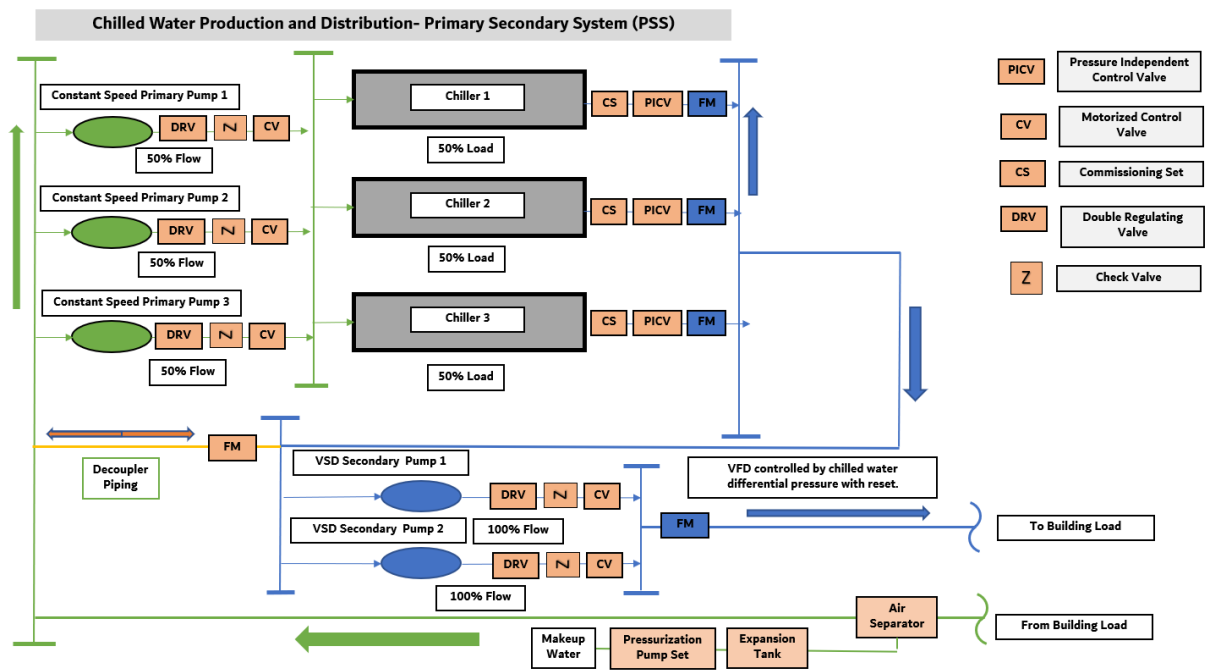 Chilled Water Production and Distribution- Primary Secondary System (PSS)
Constant Speed Primary Pump 1
DRV
Z
CV
50% Flow
Constant Speed Primary Pump 2
DRV
Z
CV
50% Flow
Constant Speed Primary Pump 3
DRV
Z
CV
50% Flow
Chiller 1
CS
PICV
FM
50% Load
Chiller 2
CS
PICV
FM
50% Load
Chiller 3
CS
PICV
FM
50% Load
PICV
Pressure Independent
Control Valve
CV
Motorized Control
Valve
CS
Commissioning Set
DRV
Double Regulating
Valve
Z
Check Valve
FM
Decoupler
Piping
VSD Secondary Pump 1
DRV
Z
CV
100% Flow
VSD Secondary Pump 2
DRV
Z
CV
100% Flow
VFD controlled by chilled water
differential pressure with reset.
FM
To Building Load
Air
Separator
From Building Load
Makeup
Water
Pressurization
Pump Set
Expansion
Tank